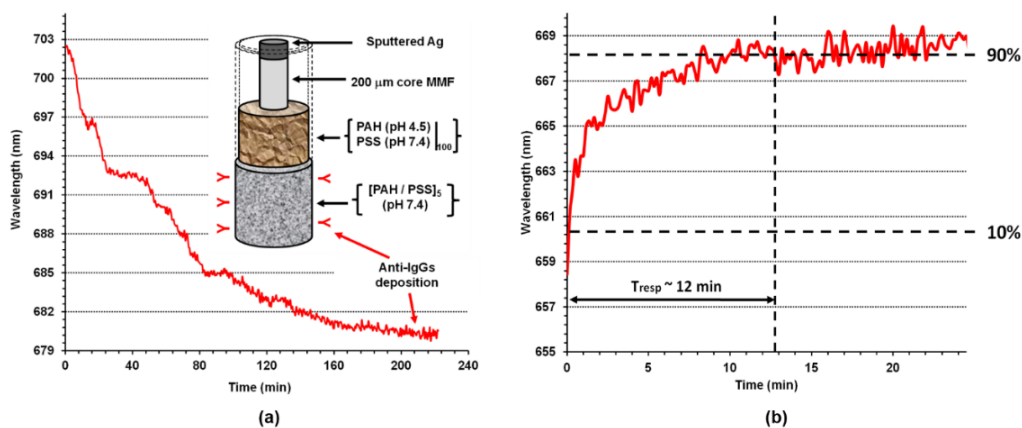 703
700
697
694
691
688
685
682
679
Wavelength (nm)
0
40
80
120
160
200
240
Time (min)
Sputtered Ag
200 μm core MMF
PAH (pH 4.5)
PSS (pH 7.4)
100
[PAH / PSS]5
(pH 7.4)
Anti-IgGs
deposition
(a)
669
667
665
663
661
659
657
655
Wavelength (nm)
0
5
10
15
20
Time (min)
90%
10%
Tresp ~ 12 min
(b)